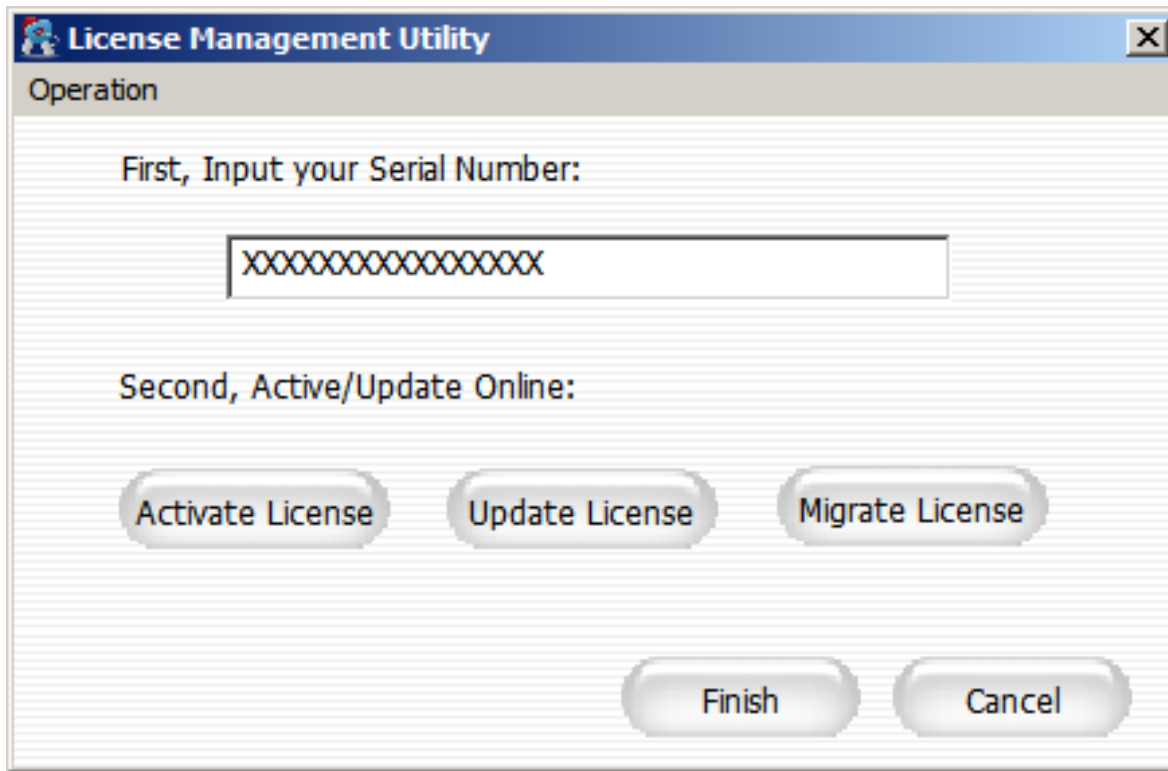 License Management Utility
Operation
First, Input your Serial Number:
XXXXXXXXXXXXXXXX
Second, Active/Update Online:
Activate License Update License Migrate License
Finish Cancel